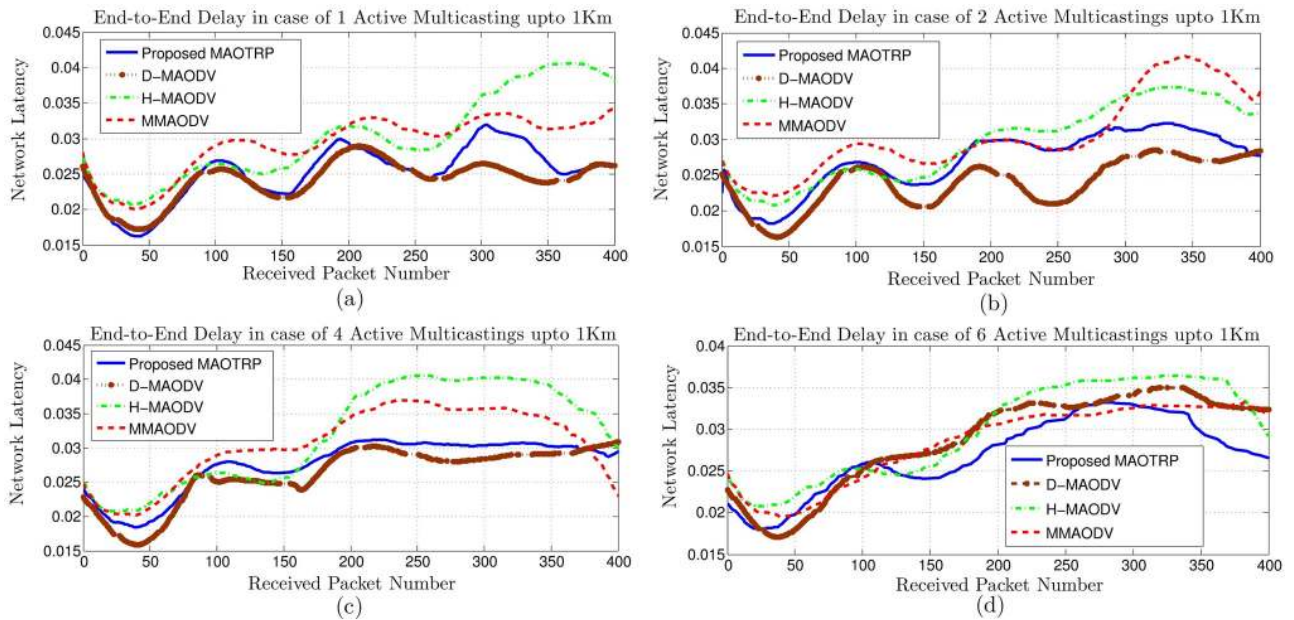 End-to-End Delay in case of 1 Active Multicasting upto 1Km
0.045
0.04
0.035
0.03
0.025
0.02
0.015
Network Latency
Proposed MAOTRP
D-MAODV
H-MAODV
MMAODV
0 50 100 150 200 250 300 350 400
Received Packet Number
(a)
End-to-End Delay in case of 2 Active Multicastings upto 1Km
0.045
0.04
0.035
0.03
0.025
0.02
0.015
Network Latency
Proposed MAOTRP
D-MAODV
H-MAODV
MMAODV
0 50 100 150 200 250 300 350 400
Received Packet Number
(b)
End-to-End Delay in case of 4 Active Multicastings upto 1Km
0.045
0.04
0.035
0.03
0.025
0.02
0.015
Network Latency
Proposed MAOTRP
D-MAODV
H-MAODV
MMAODV
0 50 100 150 200 250 300 350 400
Received Packet Number
(c)
End-to-End Delay in case of 6 Active Multicastings upto 1Km
0.04
0.035
0.03
0.025
0.02
0.015
Network Latency
Proposed MAOTRP
D-MAODV
H-MAODV
MMAODV
0 50 100 150 200 250 300 350 400
Received Packet Number
(d)